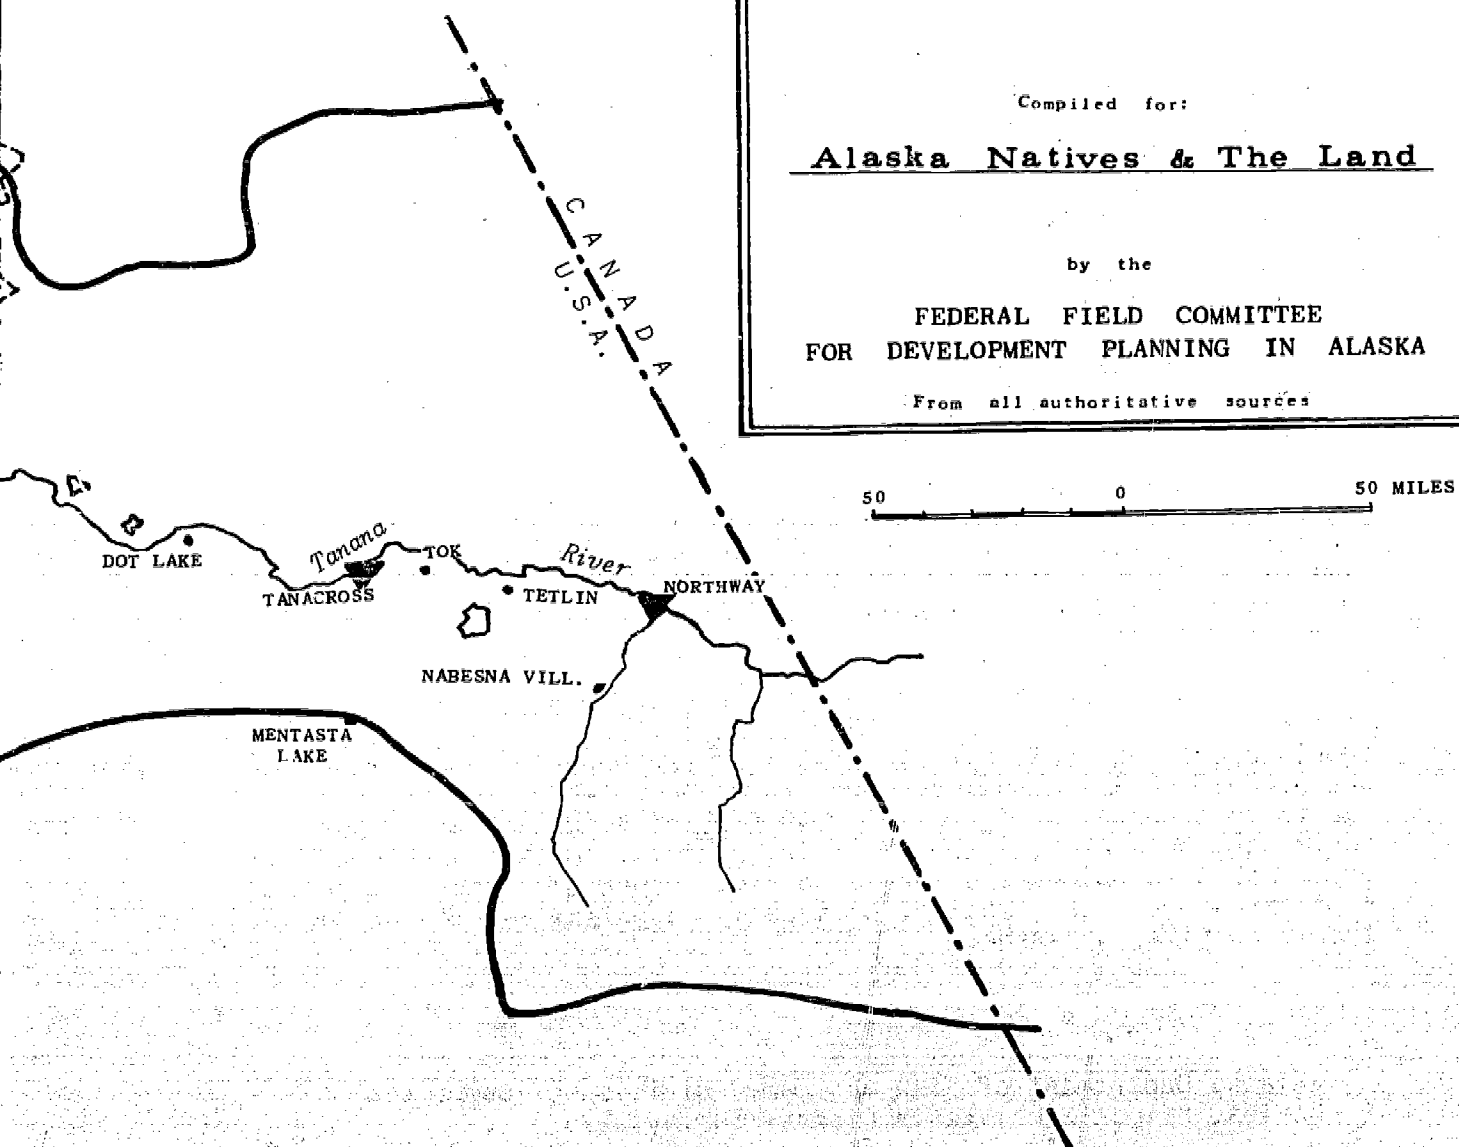 Compiled for:
Alaska Natives & The Land
by the
FEDERAL FIELD COMMITTEE
FOR DEVELOPMENT PLANNING IN ALASKA
From all authoritative sources
CANADA
U.S.A.
50 0 50 MILES
DOT LAKE
Tanana River
TANACROSS
TOK
TETLIN
NORTHWAY
NABESNA VILL.
MENTASTA
LAKE